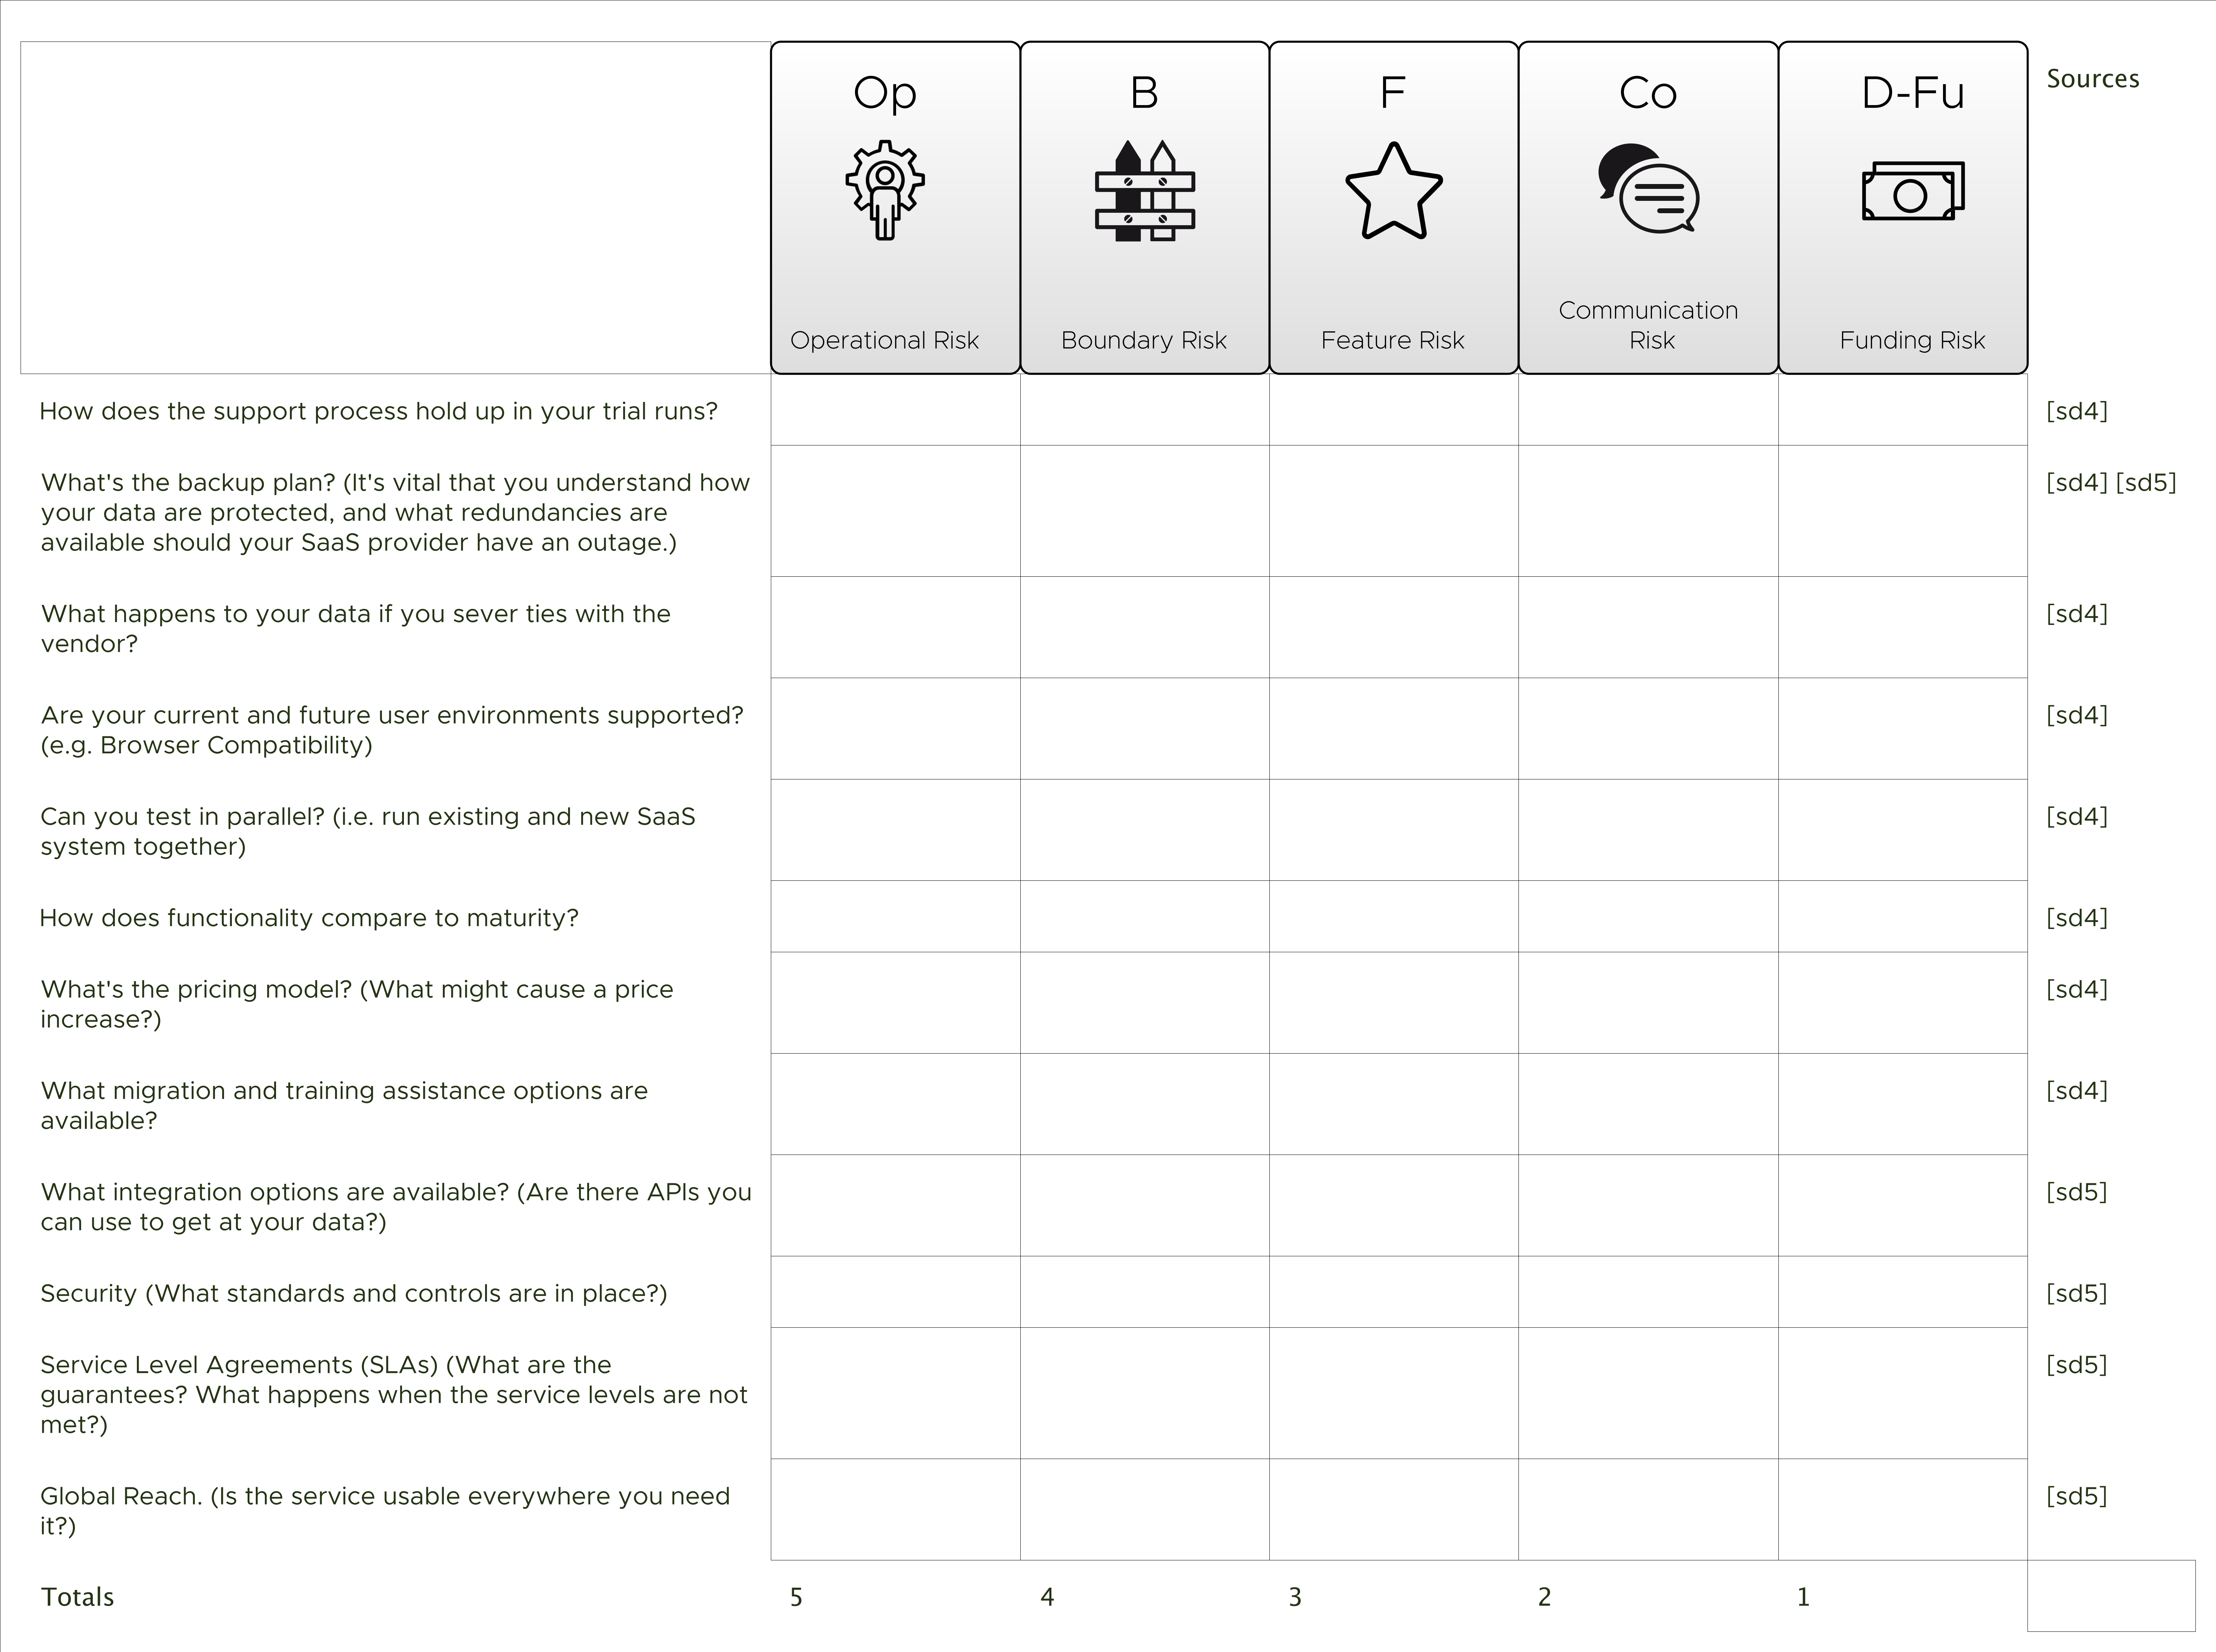 Op
B
F
Co
D-Fu
Sources
Operational Risk
Boundary Risk
Feature Risk
Communication
Risk
Funding Risk
How does the support process hold up in your trial runs?
[sd4]
What's the backup plan? (It's vital that you understand how
your data are protected, and what redundancies are
available should your SaaS provider have an outage.)
[sd4] [sd5]
What happens to your data if you sever ties with the
vendor?
[sd4]
Are your current and future user environments supported?
(e.g. Browser Compatibility)
[sd4]
Can you test in parallel? (i.e. run existing and new SaaS
system together)
[sd4]
How does functionality compare to maturity?
[sd4]
What's the pricing model? (What might cause a price
increase?)
[sd4]
What migration and training assistance options are
available?
[sd4]
What integration options are available? (Are there APIs you
can use to get at your data?)
[sd5]
Security (What standards and controls are in place?)
[sd5]
Service Level Agreements (SLAs) (What are the
guarantees? What happens when the service levels are not
met?)
[sd5]
Global Reach. (Is the service usable everywhere you need
it?)
[sd5]
Totals
5
4
3
2
1